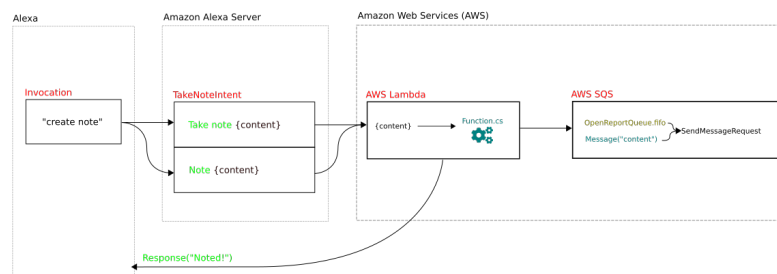 Alexa
Amazon Alexa Server
Amazon Web Services (AWS)
Invocation
TakeNoteIntent
AWS Lambda
AWS SQS
"create note"
Take note {content}
Note {content}
{content}
Function.cs
OpenReportQueue.fifo
Message("content")
SendMessageRequest
Response("Noted!")